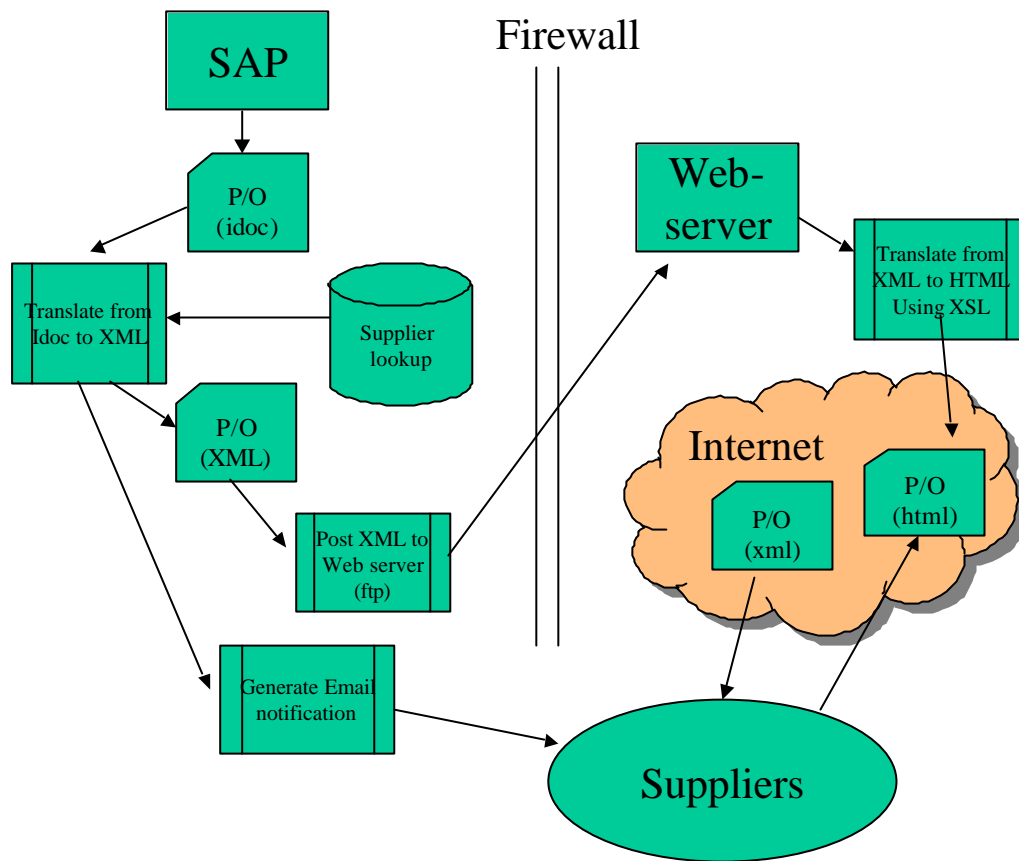 SAP
Firewall
P/O
(idoc)
Web-
server
Translate from
Idoc to XML
Supplier
lookup
Translate from
XML to HTML
Using XSL
P/O
(XML)
Internet
P/O
(html)
P/O
(xml)
Post XML to
Web server
(ftp)
Generate Email
notification
Suppliers